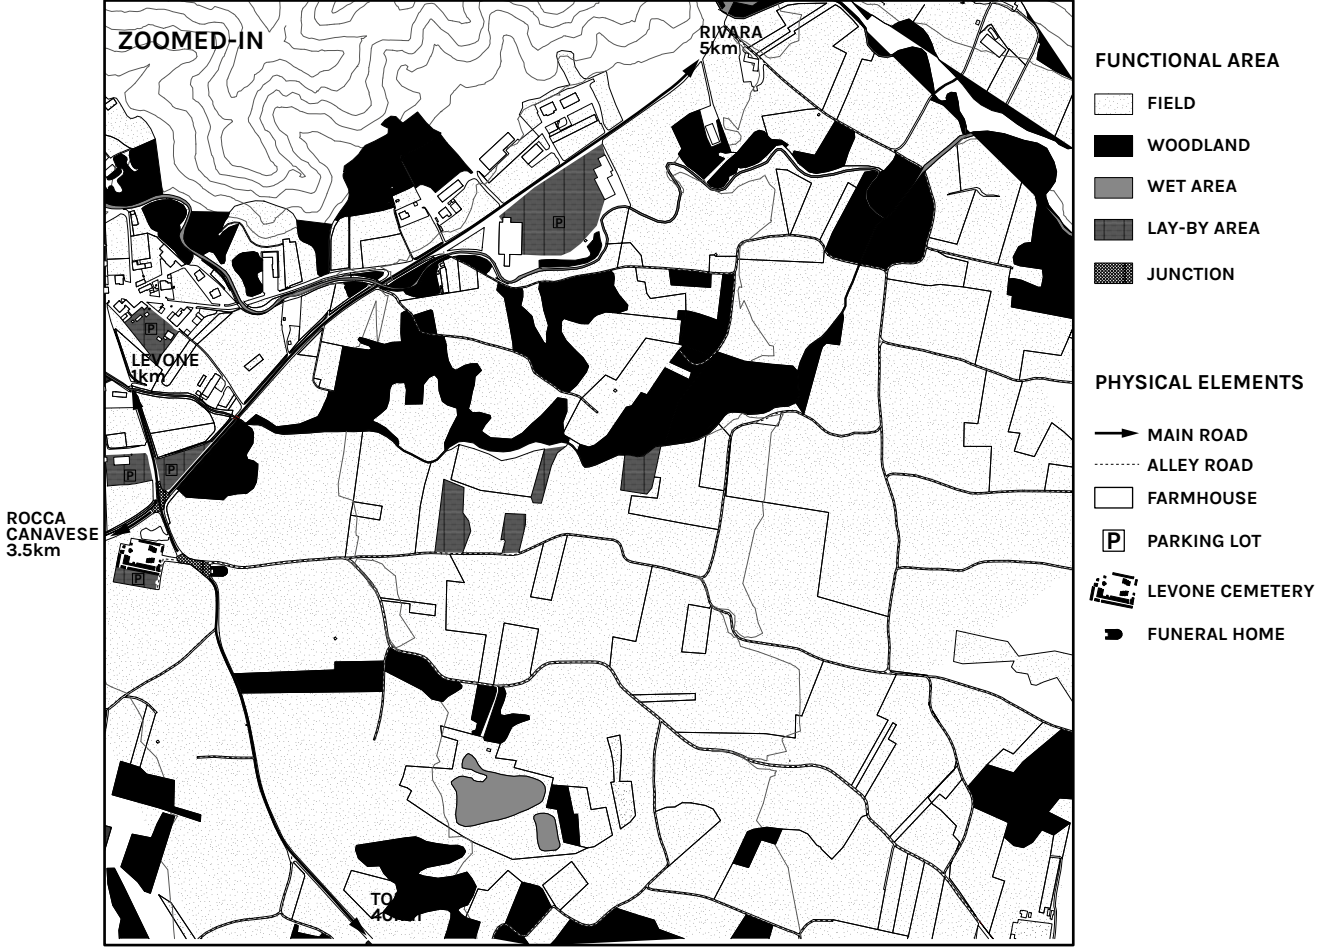 ZOOMED-IN
RIVARA
5km
P
P
LEVONE
1km
P
P
ROCCA
CANAVESE
3.5km
P
FUNCTIONAL AREA
FIELD
WOODLAND
WET AREA
LAY-BY AREA
JUNCTION
PHYSICAL ELEMENTS
MAIN ROAD
ALLEY ROAD
FARMHOUSE
P PARKING LOT
LEVONE CEMETERY
FUNERAL HOME